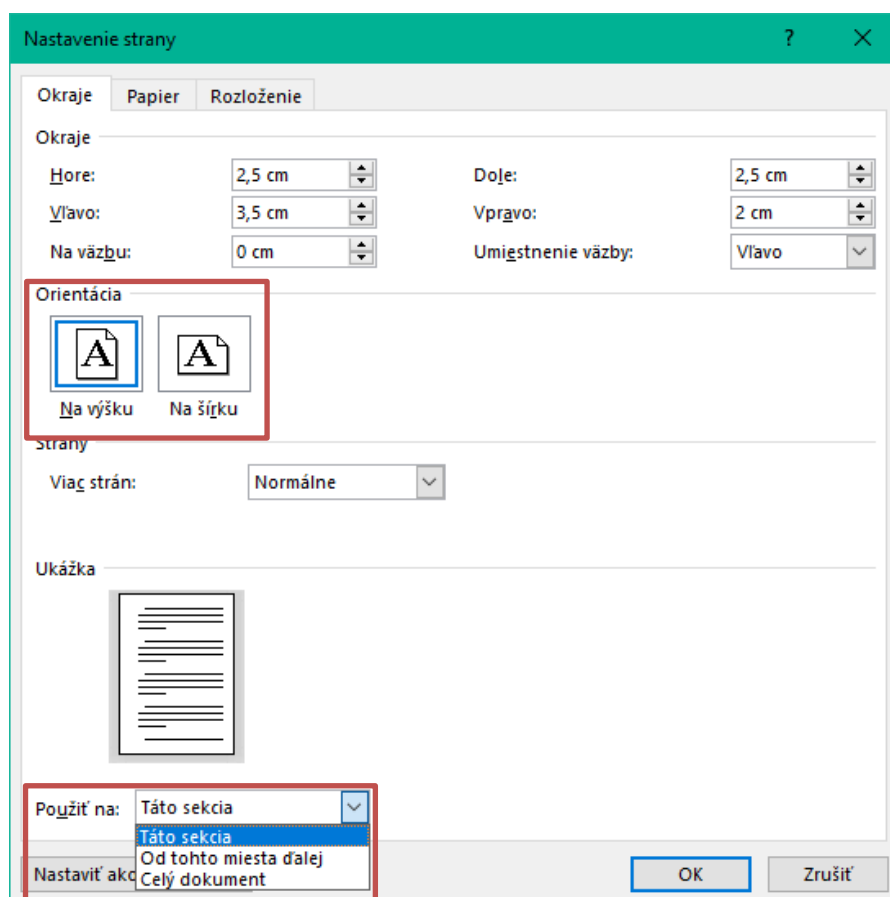 Nastavenie strany ?
Okraje Papier Rozloženie
Okraje
Hore: 2,5 cm Dole: 2,5 cm
Vľavo: 3,5 cm Vpravo: 2 cm
Na väzbu: 0 cm Umiestnenie väzby: Vľavo
Orientácia
A A
Na výšku Na šírku
Strany
Viac strán: Normálne
Ukážka
Použiť na: Táto sekcia
Táto sekcia
Od tohto miesta ďalej
Celý dokument
Nastaviť ako OK Zrušiť